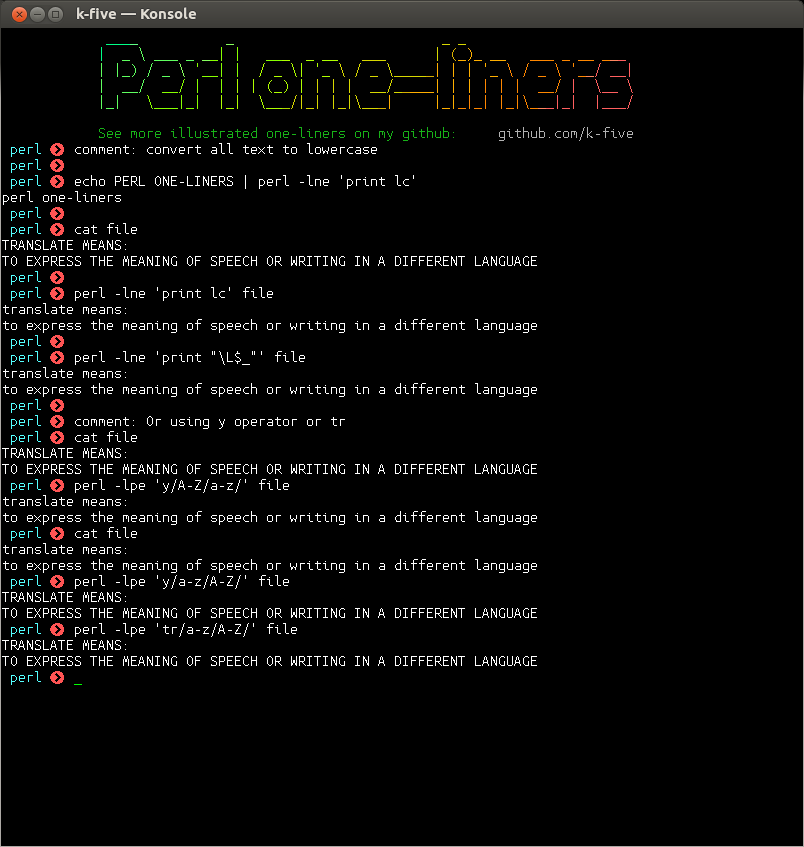 k-five — Konsole
Perl one-liners
See more illustrated one-liners on my github: github.com/k-five
perl comment: convert all text to lowercase
perl
perl echo PERL ONE-LINERS | perl -lne 'print lc'
perl one-liners
perl
perl cat file
TRANSLATE MEANS:
TO EXPRESS THE MEANING OF SPEECH OR WRITING IN A DIFFERENT LANGUAGE
perl
perl perl -lne 'print lc' file
translate means:
to express the meaning of speech or writing in a different language
perl
perl perl -lne 'print "\L$_"' file
translate means:
to express the meaning of speech or writing in a different language
perl
perl comment: Or using y operator or tr
perl cat file
TRANSLATE MEANS:
TO EXPRESS THE MEANING OF SPEECH OR WRITING IN A DIFFERENT LANGUAGE
perl perl -lpe 'y/A-Z/a-z/' file
translate means:
to express the meaning of speech or writing in a different language
perl cat file
translate means:
to express the meaning of speech or writing in a different language
perl perl -lpe 'y/a-z/A-Z/' file
TRANSLATE MEANS:
TO EXPRESS THE MEANING OF SPEECH OR WRITING IN A DIFFERENT LANGUAGE
perl perl -lpe 'tr/a-z/A-Z/' file
TRANSLATE MEANS:
TO EXPRESS THE MEANING OF SPEECH OR WRITING IN A DIFFERENT LANGUAGE
perl _